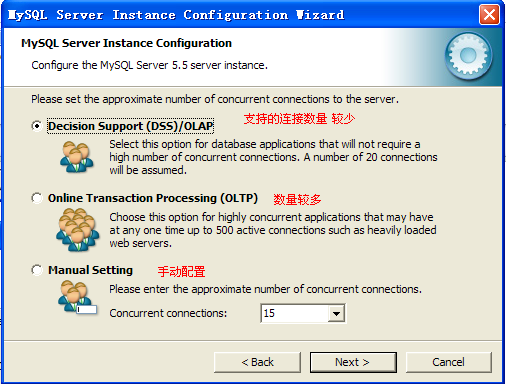 MySQL Server Instance Configuration Wizard
MySQL Server Instance Configuration
Configure the MySQL Server 5.5 server instance.
Please set the approximate number of concurrent connections to the server.
Decision Support (DSS)/OLAP 支持的连接数量 较少
Select this option for database applications that will not require a
high number of concurrent connections. A number of 20 connections
will be assumed.
Online Transaction Processing (OLTP) 数量较多
Choose this option for highly concurrent applications that may have
at any one time up to 500 active connections such as heavily loaded
web servers.
Manual Setting 手动配置
Please enter the approximate number of concurrent connections.
Concurrent connections: 15
< Back Next > Cancel